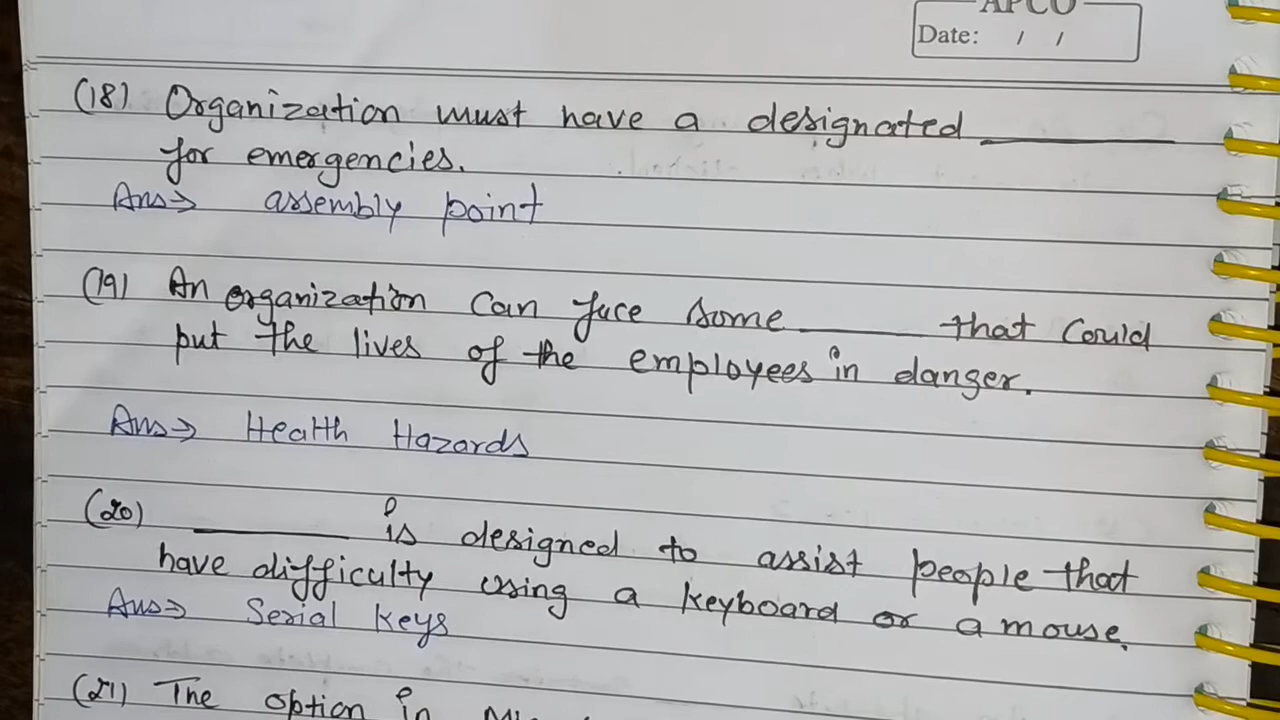 APCO
Date: / /
(18) Organization must have a designated ________
for emergencies.
Ans→ assembly point
(19) An organization can face some ______ that could
put the lives of the employees in danger.
Ans→ Health Hazards
(20) ________ is designed to assist people that
have difficulty using a keyboard or a mouse.
Ans→ Serial Keys
(21) The option in